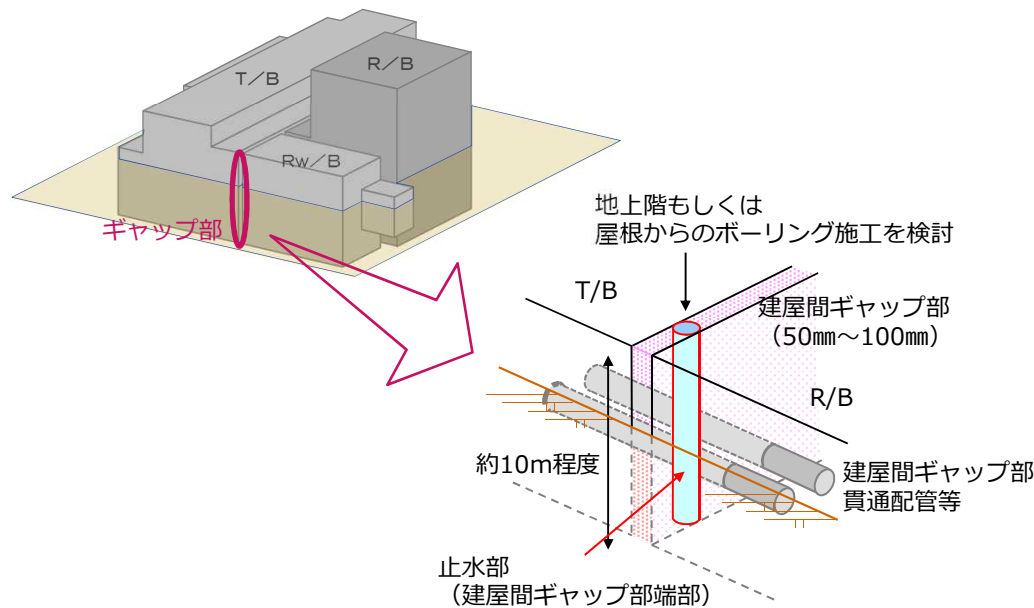 T／B
R／B
Rw／B
ギャップ部
地上階もしくは
屋根からのボーリング施工を検討
T/B
建屋間ギャップ部
（50㎜～100㎜）
R/B
約10ｍ程度
建屋間ギャップ部
貫通配管等
止水部
（建屋間ギャップ部端部）